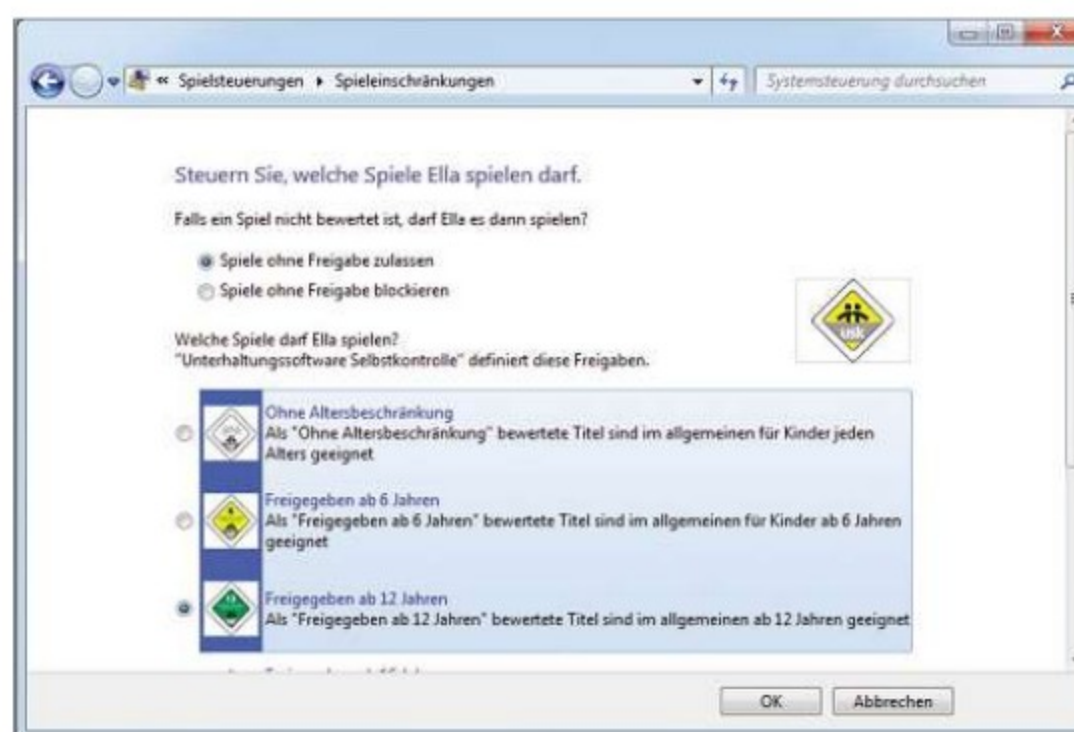 « Spielsteuerungen ▸ Spieleinschränkungen
Systemsteuerung durchsuchen
Steuern Sie, welche Spiele Ella spielen darf.
Falls ein Spiel nicht bewertet ist, darf Ella es dann spielen?
Spiele ohne Freigabe zulassen
Spiele ohne Freigabe blockieren
usk
Welche Spiele darf Ella spielen?
"Unterhaltungssoftware Selbstkontrolle" definiert diese Freigaben.
Ohne Altersbeschränkung
Als "Ohne Altersbeschränkung" bewertete Titel sind im allgemeinen für Kinder jeden
Alters geeignet
Freigegeben ab 6 Jahren
Als "Freigegeben ab 6 Jahren" bewertete Titel sind im allgemeinen für Kinder ab 6 Jahren
geeignet
Freigegeben ab 12 Jahren
Als "Freigegeben ab 12 Jahren" bewertete Titel sind im allgemeinen ab 12 Jahren geeignet
OK
Abbrechen